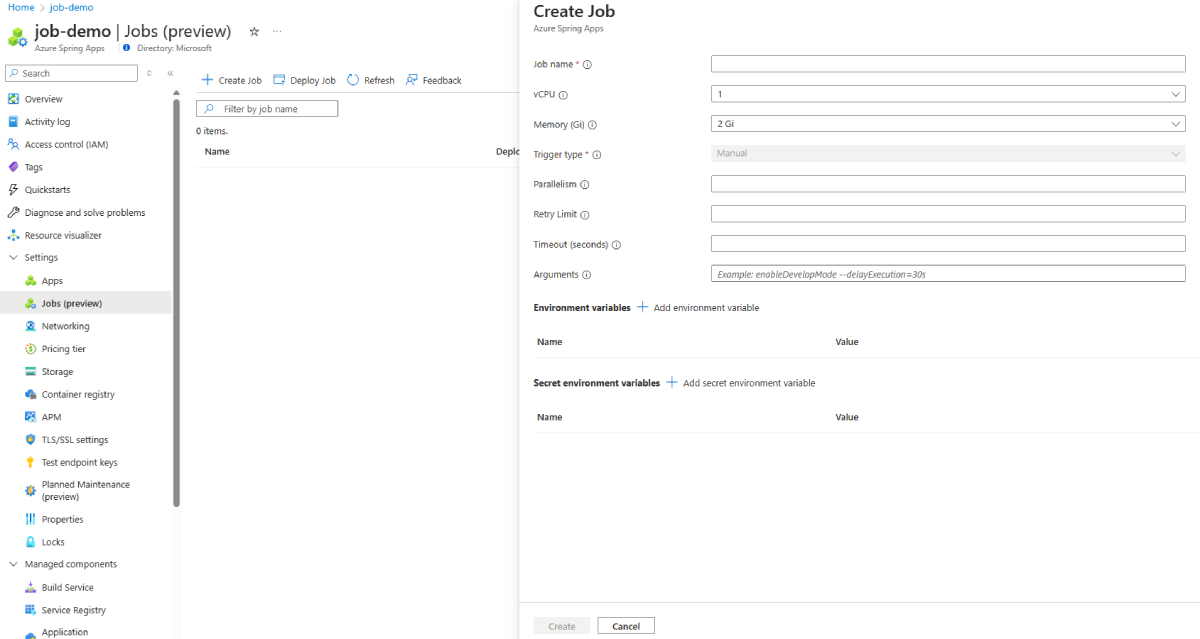 Home > job-demo
job-demo | Jobs (preview)
Azure Spring Apps
Directory: Microsoft
Search
Overview
Activity log
Access control (IAM)
Tags
Quickstarts
Diagnose and solve problems
Resource visualizer
Settings
Apps
Jobs (preview)
Networking
Pricing tier
Storage
Container registry
APM
TLS/SSL settings
Test endpoint keys
Planned Maintenance
(preview)
Properties
Locks
Managed components
Build Service
Service Registry
Application
Create Job
Deploy Job
Refresh
Feedback
Filter by job name
0 items.
Name
Deplo
Create Job
Azure Spring Apps
Job name *
vCPU
1
Memory (Gi)
2 Gi
Trigger type *
Manual
Parallelism
Retry Limit
Timeout (seconds)
Arguments
Example: enableDevelopMode --delayExecution=30s
Environment variables
Add environment variable
Name
Value
Secret environment variables
Add secret environment variable
Name
Value
Create
Cancel